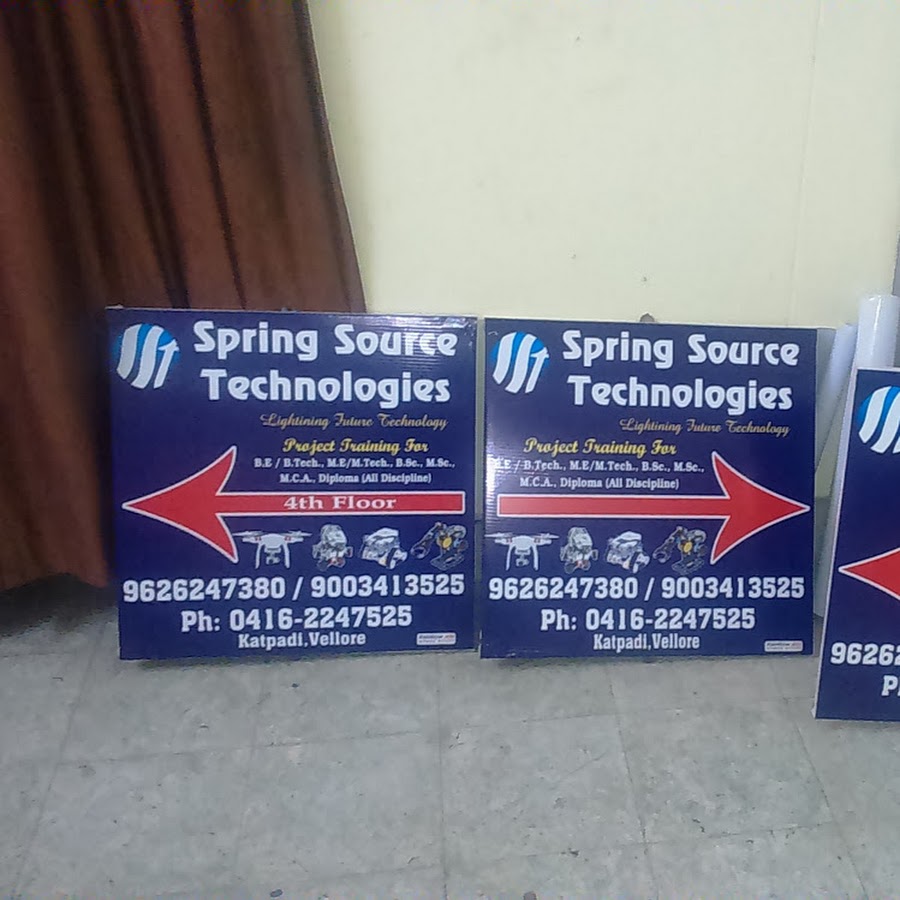 Spring Source
Technologies
Lightining Future Technology
Project Training For
B.E / B.Tech., M.E/M.Tech., B.Sc., M.Sc.,
M.C.A., Diploma (All Discipline)
4th Floor
9626247380 / 9003413525
Ph: 0416-2247525
Katpadi,Vellore
Spring Source
Technologies
Lightining Future Technology
Project Training For
B.E / B.Tech., M.E/M.Tech., B.Sc., M.Sc.,
M.C.A., Diploma (All Discipline)
9626247380 / 9003413525
Ph: 0416-2247525
Katpadi,Vellore
9626